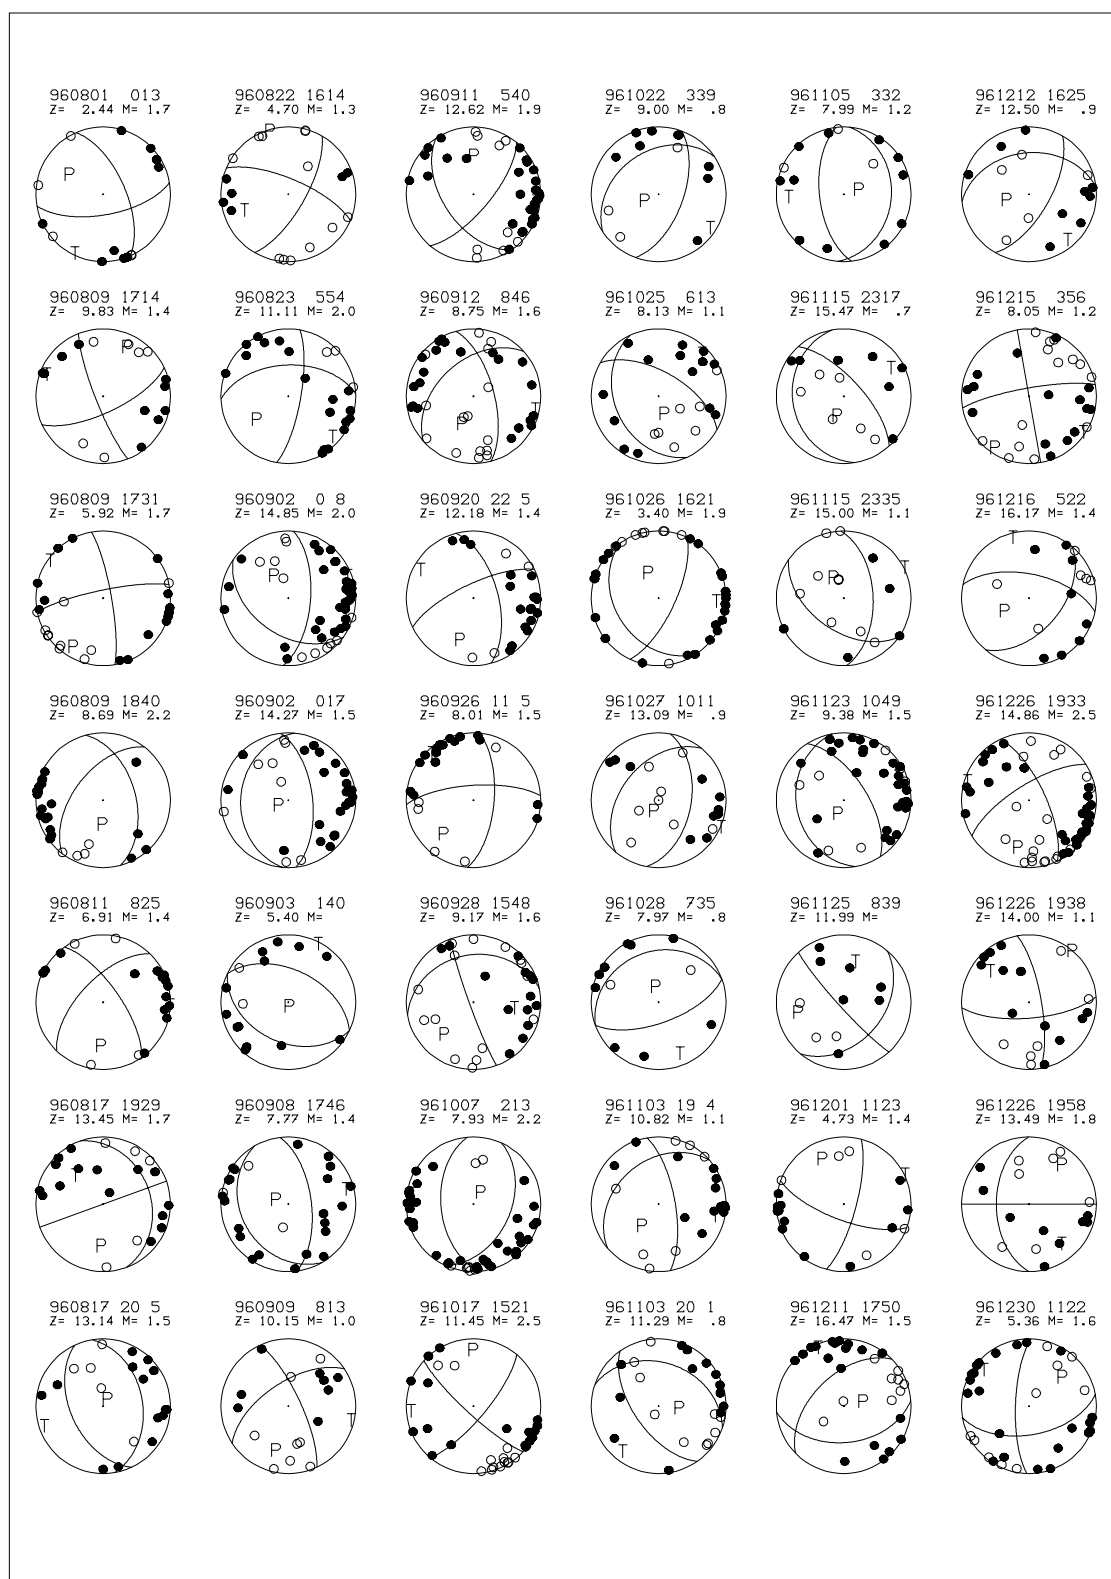 960801 013 960822 1614 960911 540 961022 339 961105 332 961212 1625
Z= 2.44 M= 1.7 Z= 4.70 M= 1.3 Z= 12.62 M= 1.9 Z= 9.00 M= .8 Z= 7.99 M= 1.2 Z= 12.50 M= .9
P T P T P P T T P P T
960809 1714 960823 554 960912 846 961025 613 961115 2317 961215 356
Z= 9.83 M= 1.4 Z= 11.11 M= 2.0 Z= 8.75 M= 1.6 Z= 8.13 M= 1.1 Z= 15.47 M= .7 Z= 8.05 M= 1.2
P T P T P T P T P P T
960809 1731 960902 0 8 960920 22 5 961026 1621 961115 2335 961216 522
Z= 5.92 M= 1.7 Z= 14.85 M= 2.0 Z= 12.18 M= 1.4 Z= 3.40 M= 1.9 Z= 15.00 M= 1.1 Z= 16.17 M= 1.4
T P P T P P T P T T P
960809 1840 960902 017 960926 11 5 961027 1011 961123 1049 961226 1933
Z= 8.69 M= 2.2 Z= 14.27 M= 1.5 Z= 8.01 M= 1.5 Z= 13.09 M= .9 Z= 9.38 M= 1.5 Z= 14.86 M= 2.5
P P P P T P T P
960811 825 960903 140 960928 1548 961028 735 961125 839 961226 1938
Z= 6.91 M= 1.4 Z= 5.40 M= Z= 9.17 M= 1.6 Z= 7.97 M= .8 Z= 11.99 M= Z= 14.00 M= 1.1
P T P T P P T T P P T
960817 1929 960908 1746 961007 213 961103 19 4 961201 1123 961226 1958
Z= 13.45 M= 1.7 Z= 7.77 M= 1.4 Z= 7.93 M= 2.2 Z= 10.82 M= 1.1 Z= 4.73 M= 1.4 Z= 13.49 M= 1.8
T P P T P P T P T P T
960817 20 5 960909 813 961017 1521 961103 20 1 961211 1750 961230 1122
Z= 13.14 M= 1.5 Z= 10.15 M= 1.0 Z= 11.45 M= 2.5 Z= 11.29 M= .8 Z= 16.47 M= 1.5 Z= 5.36 M= 1.6
P T P T P P T T P P T